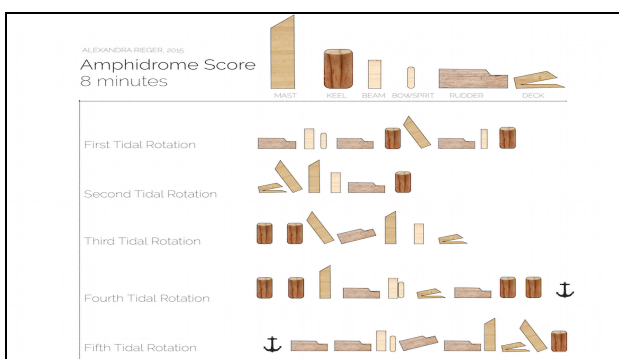 ALEXANDRA RIEGER, 2015
Amphidrome Score
8 minutes
MAST KEEL BEAM BOWSPRIT RUDDER DECK
First Tidal Rotation
Second Tidal Rotation
Third Tidal Rotation
Fourth Tidal Rotation
Fifth Tidal Rotation